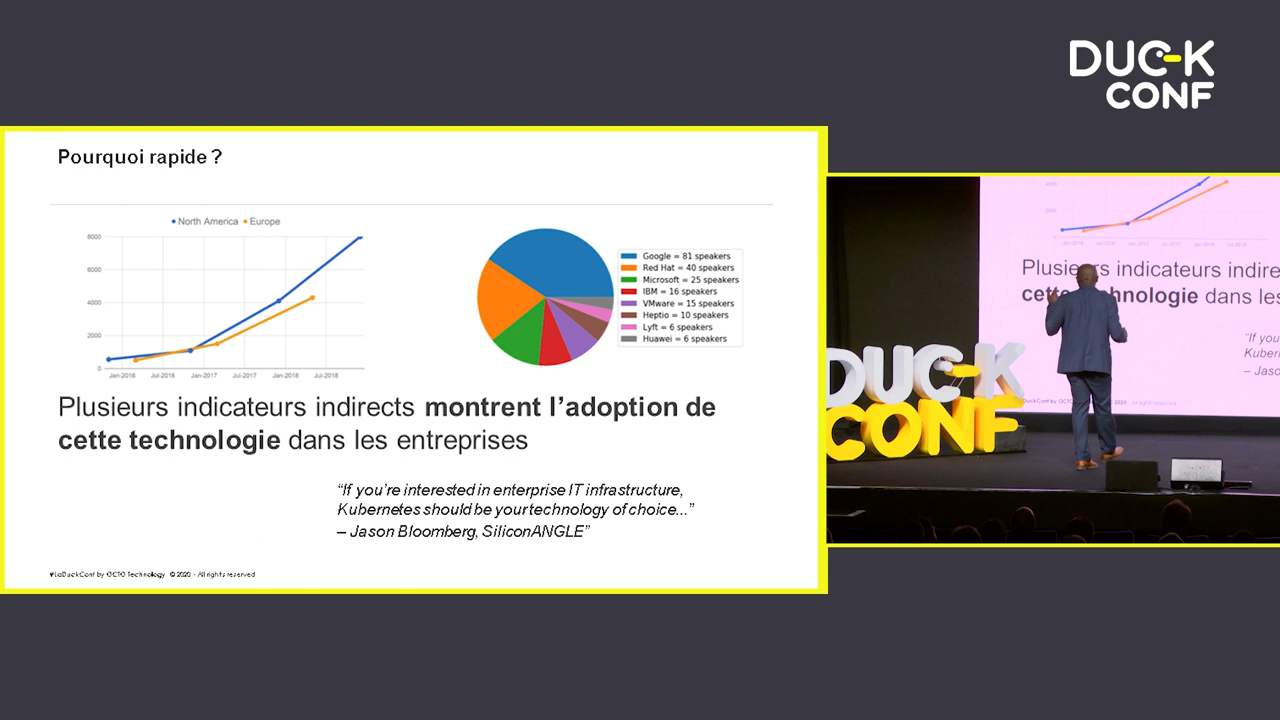 DUCK
CONF
Pourquoi rapide ?
North America Europe
8000
6000
4000
2000
0
Jan-2016 Jul-2016 Jan-2017 Jul-2017 Jan-2018 Jul-2018
Google = 81 speakers
Red Hat = 40 speakers
Microsoft = 25 speakers
IBM = 16 speakers
VMware = 15 speakers
Heptio = 10 speakers
Lyft = 6 speakers
Huawei = 6 speakers
Plusieurs indicateurs indirects montrent l’adoption de
cette technologie dans les entreprises
“If you’re interested in enterprise IT infrastructure,
Kubernetes should be your technology of choice...”
– Jason Bloomberg, SiliconANGLE”
#LaDuckConf by OCTO Technology © 2020 - All rights reserved
Plusieurs indicateurs indire
cette technologie dans les
“If you
Kuber
– Jaso
DUCK
CONF